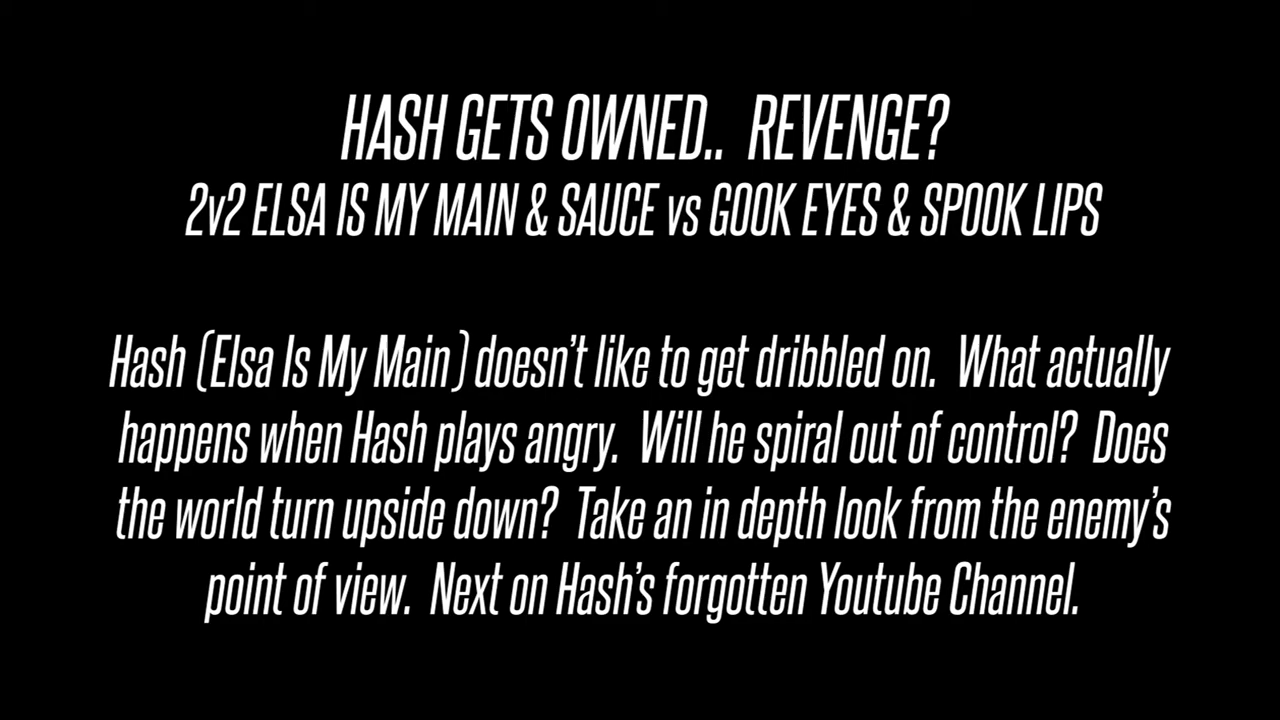 HASH GETS OWNED.. REVENGE?
2v2 ELSA IS MY MAIN & SAUCE vs GOOK EYES & SPOOK LIPS
Hash (Elsa Is My Main) doesn't like to get dribbled on. What actually
happens when Hash plays angry. Will he spiral out of control? Does
the world turn upside down? Take an in depth look from the enemy's
point of view. Next on Hash's forgotten Youtube Channel.